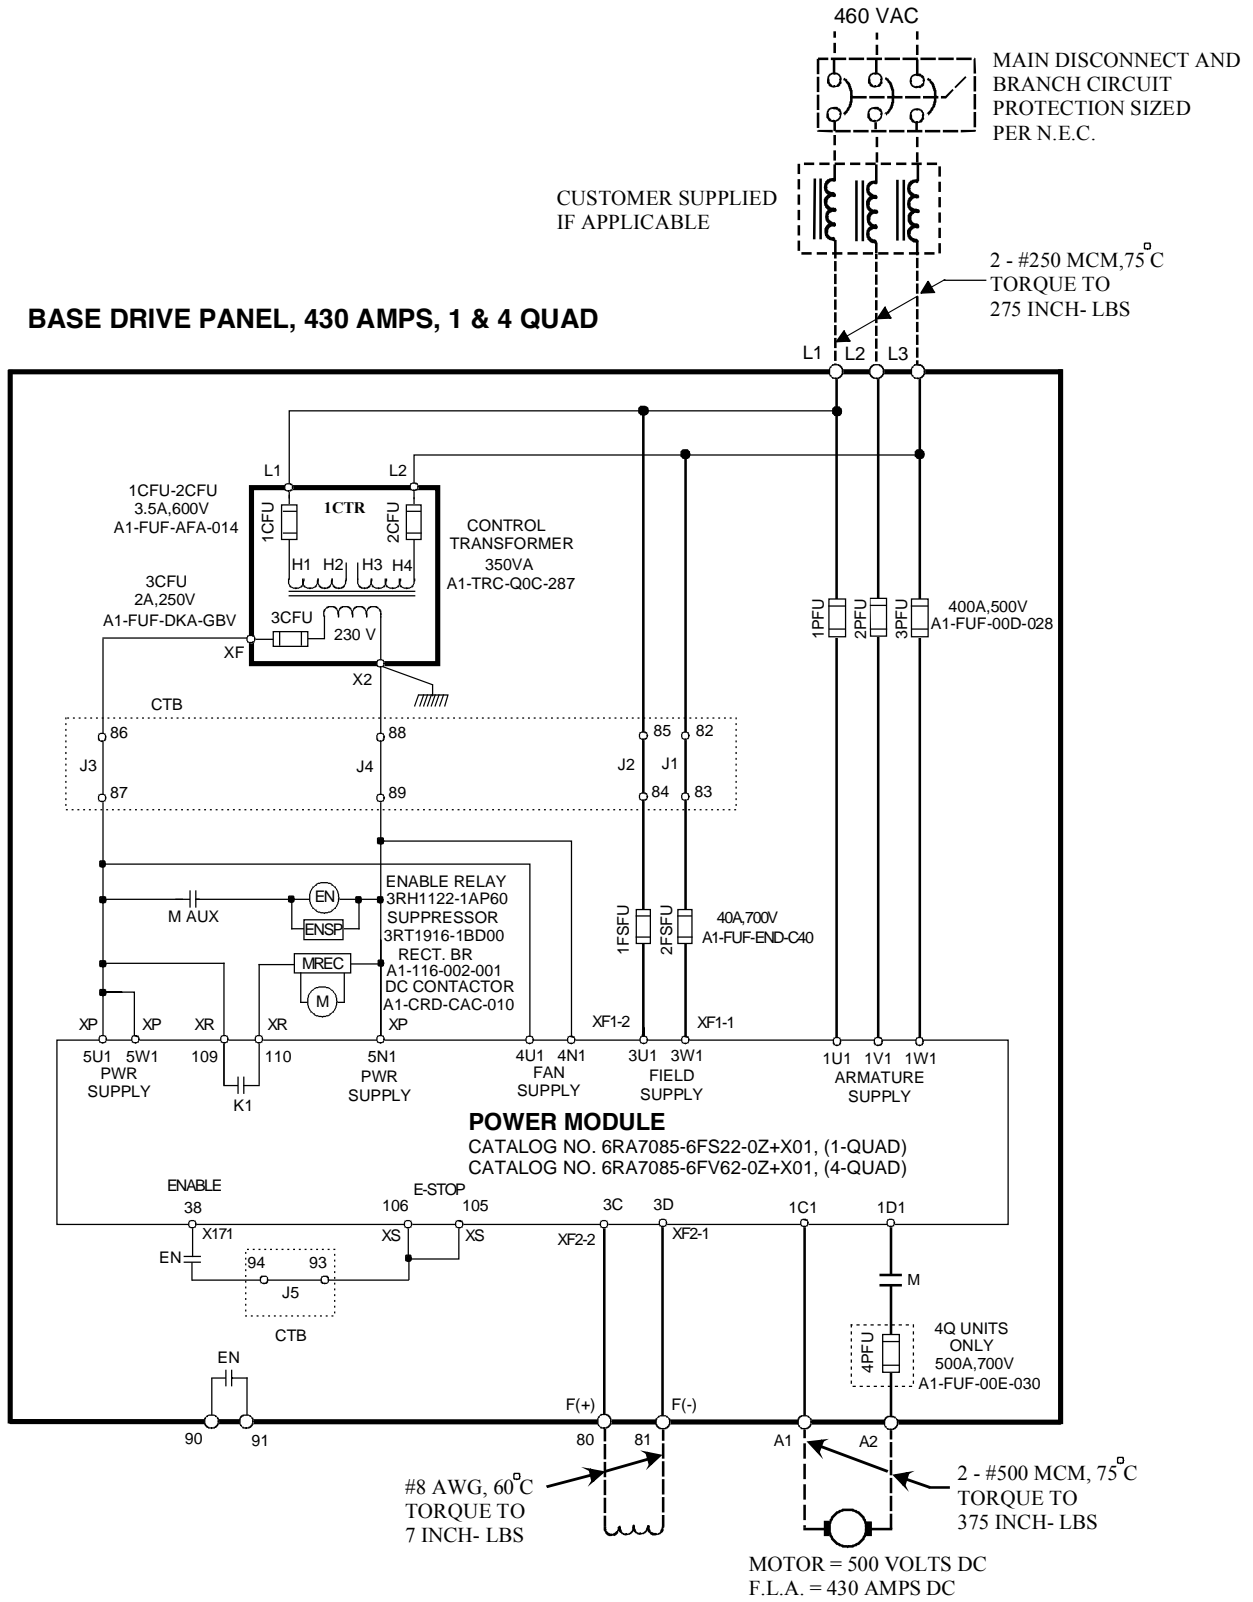 460 VAC
MAIN DISCONNECT AND
BRANCH CIRCUIT
PROTECTION SIZED
PER N.E.C.
CUSTOMER SUPPLIED
IF APPLICABLE
2 - #250 MCM,75°C
TORQUE TO
275 INCH- LBS
BASE DRIVE PANEL, 430 AMPS, 1 & 4 QUAD
L1 L2 L3
L1 L2
1CFU-2CFU
3.5A,600V
A1-FUF-AFA-014
1CFU
1CTR
2CFU
CONTROL
TRANSFORMER
350VA
A1-TRC-Q0C-287
H1 H2 H3 H4
3CFU
2A,250V
A1-FUF-DKA-GBV
3CFU
230 V
XF
X2
1PFU
2PFU
3PFU
400A,500V
A1-FUF-00D-028
CTB
86 88 85 82
J3 J4 J2 J1
87 89 84 83
M AUX
EN
ENSP
MREC
M
ENABLE RELAY
3RH1122-1AP60
SUPPRESSOR
3RT1916-1BD00
RECT. BR
A1-116-002-001
DC CONTACTOR
A1-CRD-CAC-010
1FSFU
2FSFU
40A,700V
A1-FUF-END-C40
XP XP XR XR XP XF1-2 XF1-1
5U1 5W1 109 110 5N1 4U1 4N1 3U1 3W1 1U1 1V1 1W1
PWR
SUPPLY
K1
PWR
SUPPLY
FAN
SUPPLY
FIELD
SUPPLY
ARMATURE
SUPPLY
POWER MODULE
CATALOG NO. 6RA7085-6FS22-0Z+X01, (1-QUAD)
CATALOG NO. 6RA7085-6FV62-0Z+X01, (4-QUAD)
ENABLE
38
E-STOP
106 105
3C 3D 1C1 1D1
X171 XS XS XF2-2 XF2-1
EN
94 93
J5
CTB
M
4PFU
4Q UNITS
ONLY
500A,700V
A1-FUF-00E-030
EN
F(+) F(-)
90 91 80 81 A1 A2
#8 AWG, 60°C
TORQUE TO
7 INCH- LBS
2 - #500 MCM, 75°C
TORQUE TO
375 INCH- LBS
MOTOR = 500 VOLTS DC
F.L.A. = 430 AMPS DC